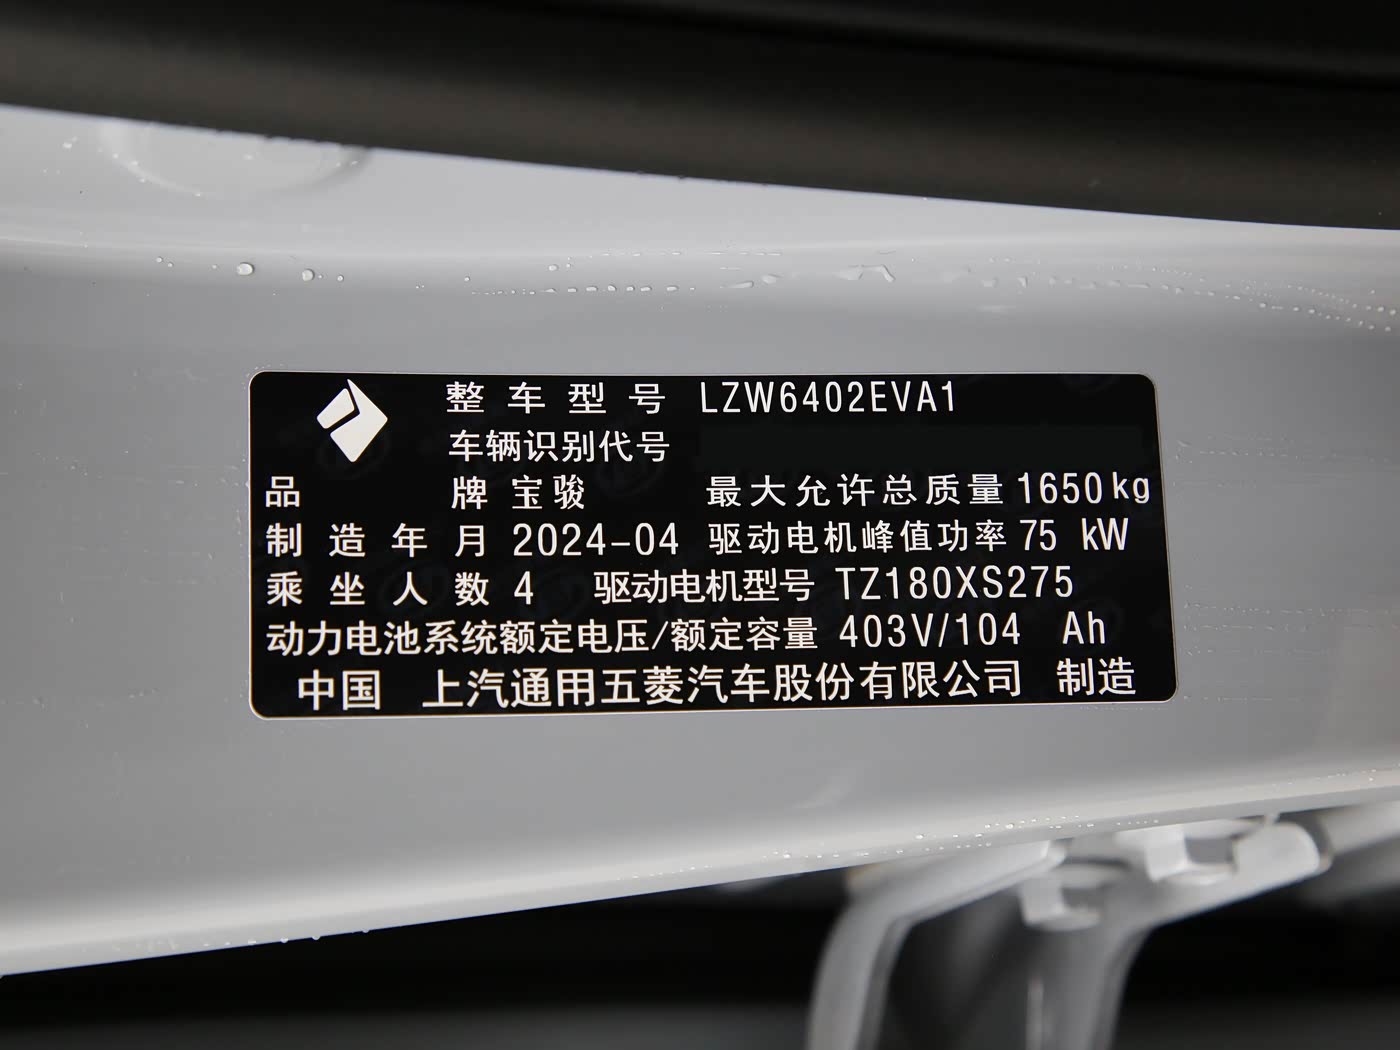 整车型号 LZW6402EVA1
车辆识别代号
品牌 宝骏 最大允许总质量 1650kg
制造年月 2024-04 驱动电机峰值功率 75 kW
乘坐人数 4 驱动电机型号 TZ180XS275
动力电池系统额定电压/额定容量 403V/104 Ah
中国 上汽通用五菱汽车股份有限公司 制造